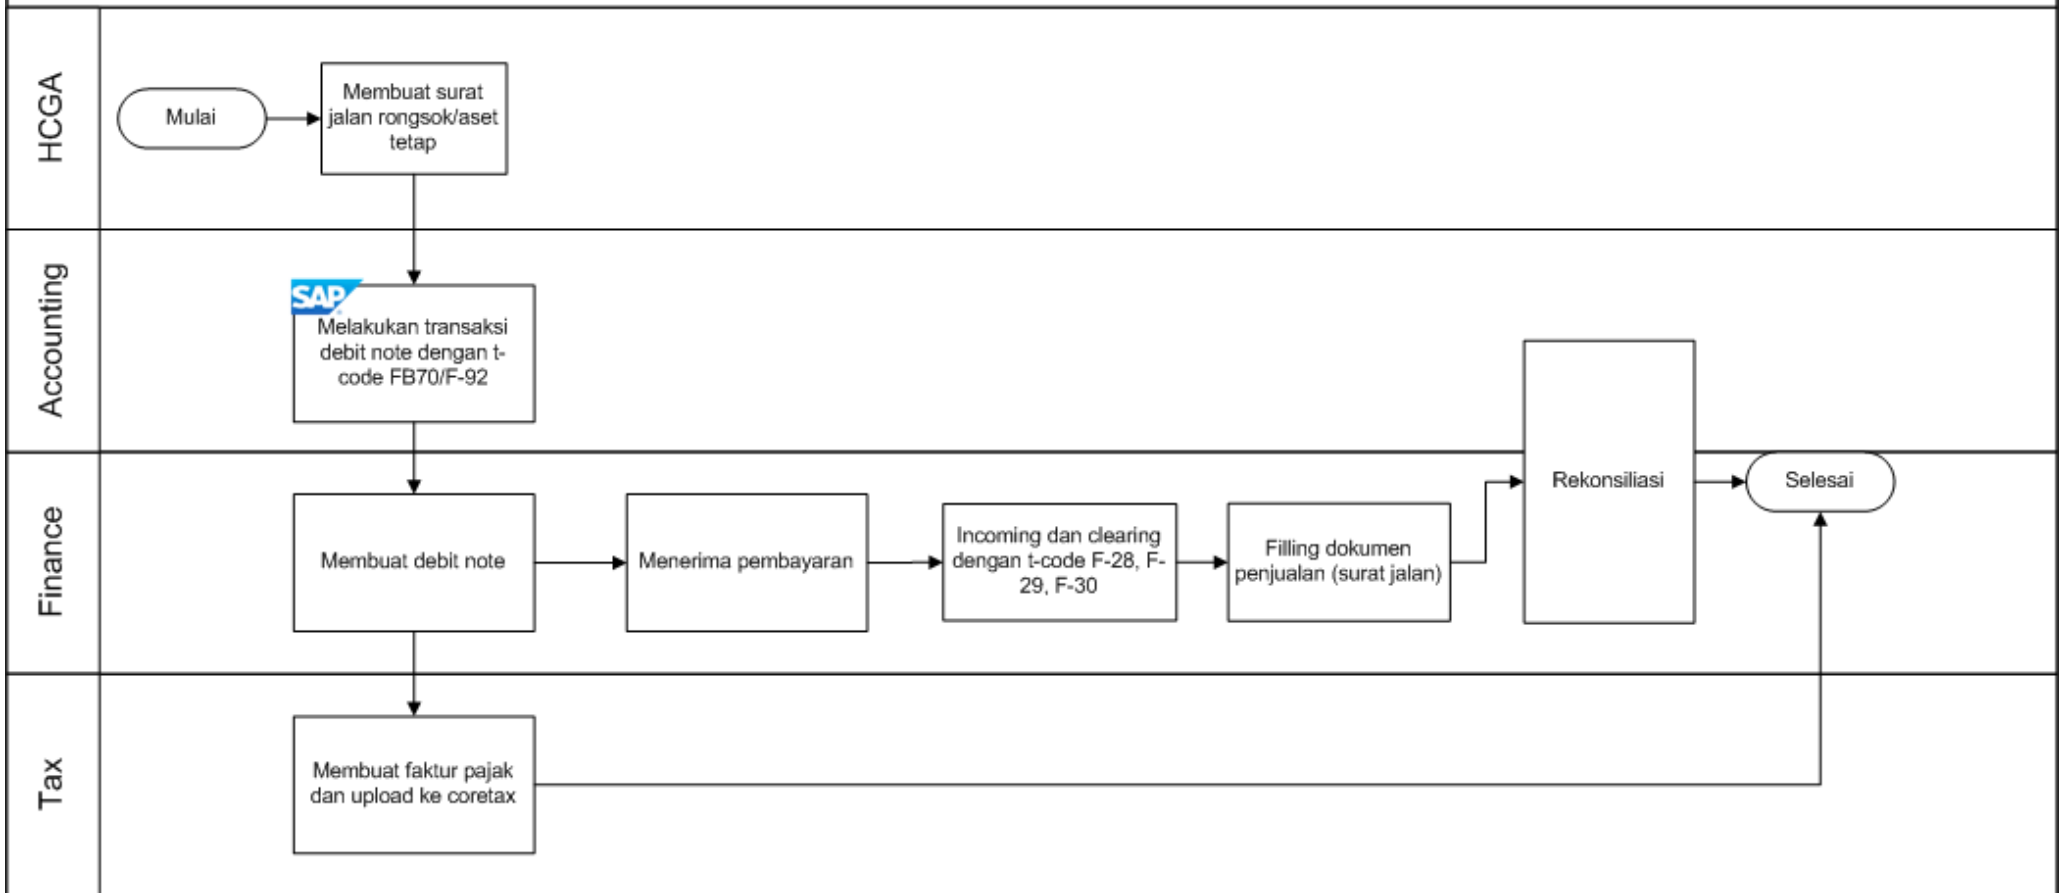 HCGA
Mulai
Membuat surat
jalan rongsok/aset
tetap
Accounting
SAP
Melakukan transaksi
debit note dengan t-
code FB70/F-92
Finance
Membuat debit note
Menerima pembayaran
Incoming dan clearing
dengan t-code F-28, F-
29, F-30
Filling dokumen
penjualan (surat jalan)
Rekonsiliasi
Selesai
Tax
Membuat faktur pajak
dan upload ke coretax